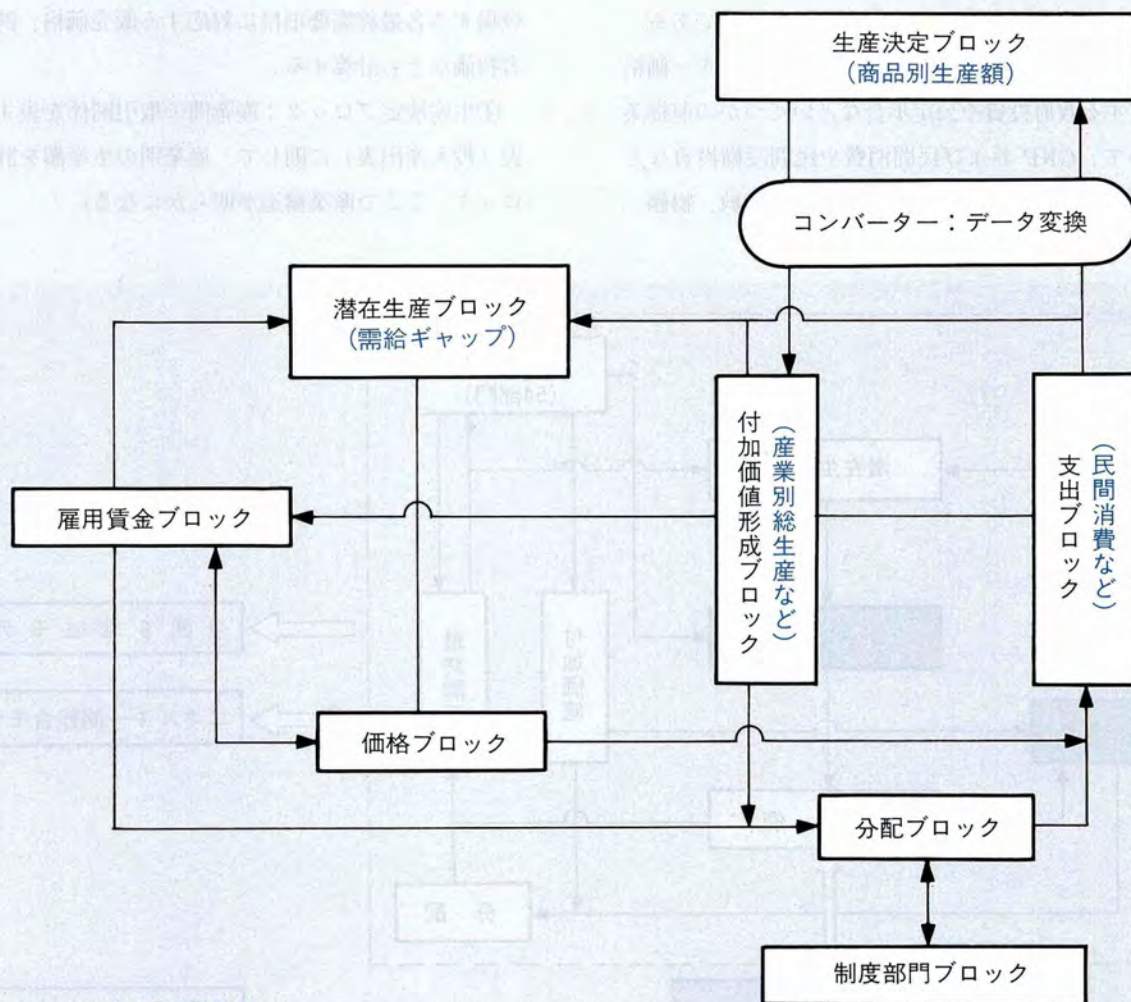 生産決定ブロック
(商品別生産額)
コンバーター：データ変換
潜在生産ブロック
(需給ギャップ)
付加価値形成ブロック
(産業別総生産など)
支出ブロック
(民間消費など)
雇用賃金ブロック
価格ブロック
分配ブロック
制度部門ブロック